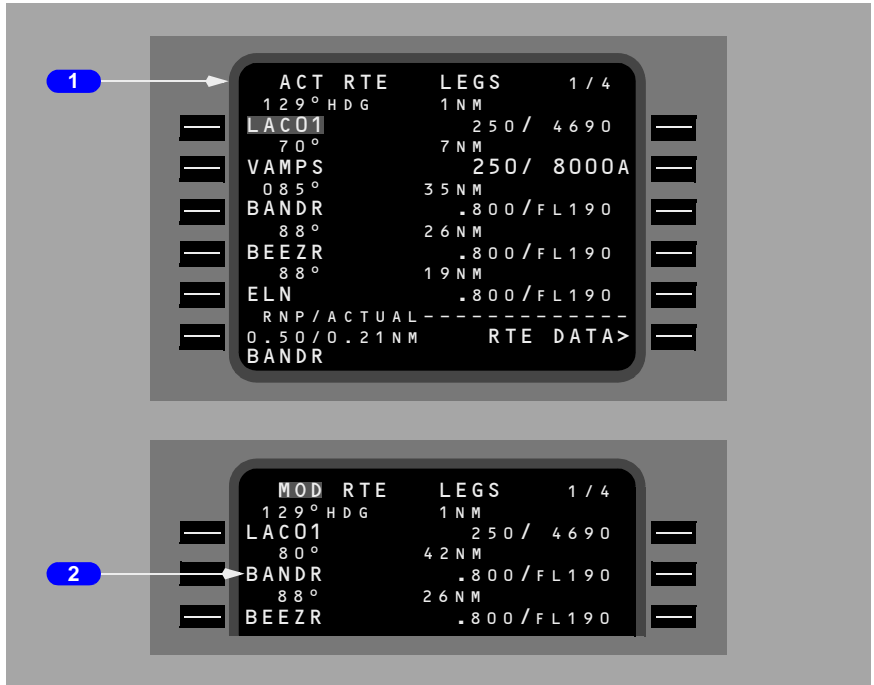 1
ACT RTE LEGS 1/4
129°HDG 1NM
LACO1 250/ 4690
70° 7NM
VAMPS 250/ 8000A
085° 35NM
BANDR .800/FL190
88° 26NM
BEEZR .800/FL190
88° 19NM
ELN .800/FL190
RNP/ACTUAL-------------
0.50/0.21NM RTE DATA>
BANDR
MOD RTE LEGS 1/4
129°HDG 1NM
LACO1 250/ 4690
80° 42NM
2
BANDR .800/FL190
88° 26NM
BEEZR .800/FL190